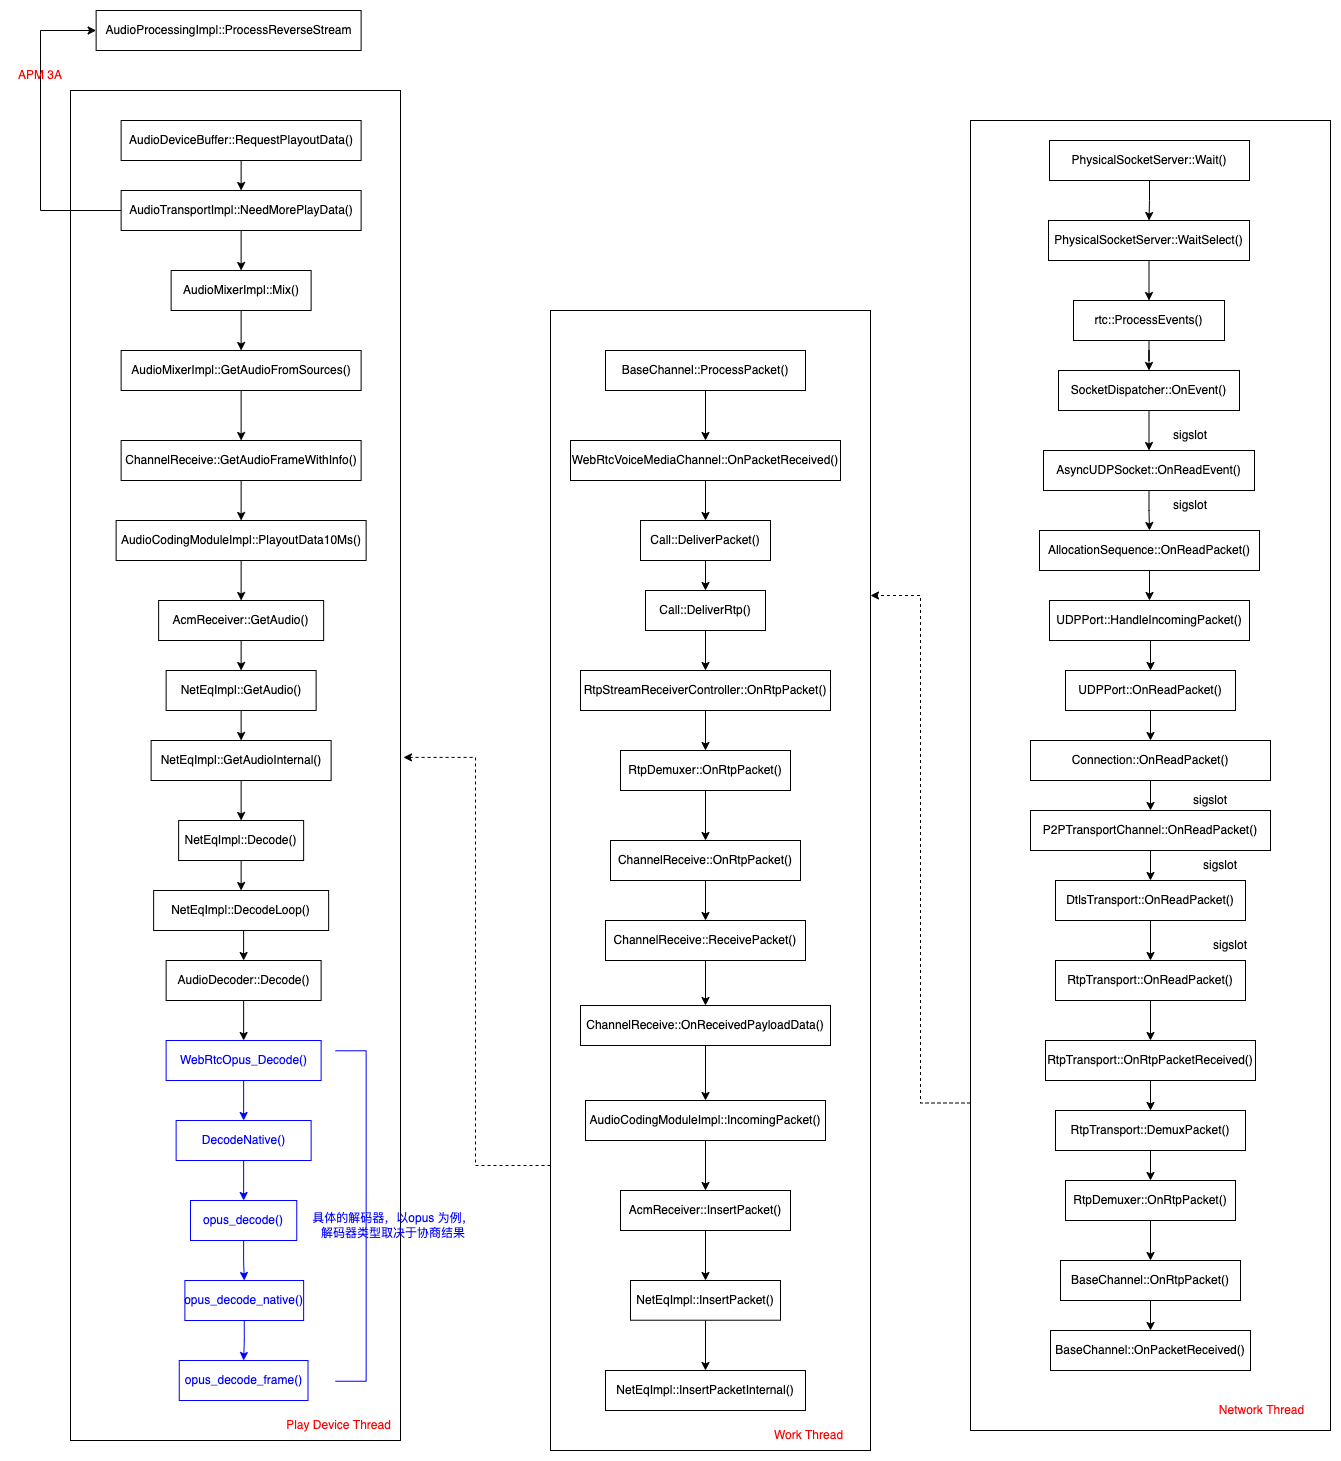 AudioProcessingImpl::ProcessReverseStream
APM 3A
AudioDeviceBuffer::RequestPlayoutData()
AudioTransportImpl::NeedMorePlayData()
AudioMixerImpl::Mix()
AudioMixerImpl::GetAudioFromSources()
ChannelReceive::GetAudioFrameWithInfo()
AudioCodingModuleImpl::PlayoutData10Ms()
AcmReceiver::GetAudio()
NetEqImpl::GetAudio()
NetEqImpl::GetAudioInternal()
NetEqImpl::Decode()
NetEqImpl::DecodeLoop()
AudioDecoder::Decode()
WebRtcOpus_Decode()
DecodeNative()
opus_decode()
具体的解码器，以opus 为例，
解码器类型取决于协商结果
opus_decode_native()
opus_decode_frame()
Play Device Thread
BaseChannel::ProcessPacket()
WebRtcVoiceMediaChannel::OnPacketReceived()
Call::DeliverPacket()
Call::DeliverRtp()
RtpStreamReceiverController::OnRtpPacket()
RtpDemuxer::OnRtpPacket()
ChannelReceive::OnRtpPacket()
ChannelReceive::ReceivePacket()
ChannelReceive::OnReceivedPayloadData()
AudioCodingModuleImpl::IncomingPacket()
AcmReceiver::InsertPacket()
NetEqImpl::InsertPacket()
NetEqImpl::InsertPacketInternal()
Work Thread
PhysicalSocketServer::Wait()
PhysicalSocketServer::WaitSelect()
rtc::ProcessEvents()
SocketDispatcher::OnEvent()
sigslot
AsyncUDPSocket::OnReadEvent()
sigslot
AllocationSequence::OnReadPacket()
UDPPort::HandleIncomingPacket()
UDPPort::OnReadPacket()
Connection::OnReadPacket()
sigslot
P2PTransportChannel::OnReadPacket()
sigslot
DtlsTransport::OnReadPacket()
sigslot
RtpTransport::OnReadPacket()
RtpTransport::OnRtpPacketReceived()
RtpTransport::DemuxPacket()
RtpDemuxer::OnRtpPacket()
BaseChannel::OnRtpPacket()
BaseChannel::OnPacketReceived()
Network Thread